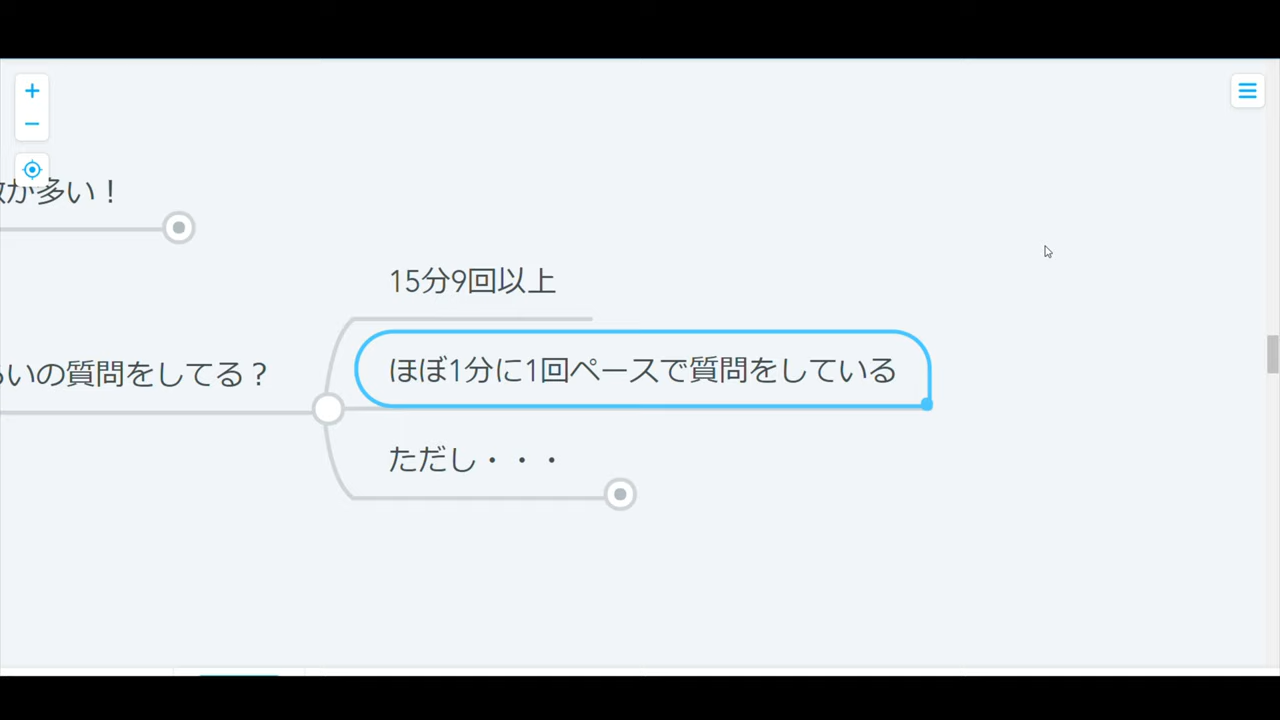 が多い！
15分9回以上
ほぼ1分に1回ペースで質問をしている
いの質問をしてる？
ただし・・・